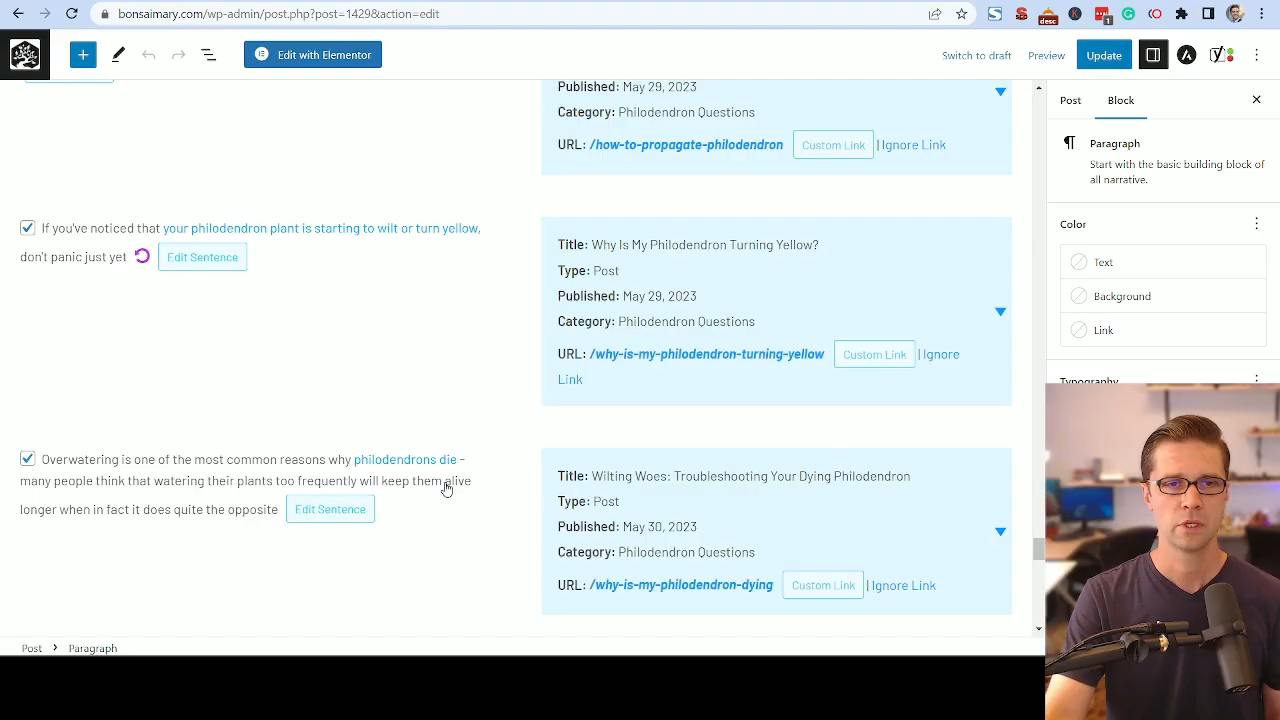 bonsaimary.com/wp-admin/post.php?post=1429&action=edit
desc
Edit with Elementor
Switch to draft
Preview
Update
Published: May 29, 2023
Category: Philodendron Questions
URL: /how-to-propagate-philodendron
Custom Link
| Ignore Link
If you've noticed that your philodendron plant is starting to wilt or turn yellow,
don't panic just yet
Edit Sentence
Title: Why Is My Philodendron Turning Yellow?
Type: Post
Published: May 29, 2023
Category: Philodendron Questions
URL: /why-is-my-philodendron-turning-yellow
Custom Link
| Ignore
Link
Overwatering is one of the most common reasons why philodendrons die -
many people think that watering their plants too frequently will keep them alive
longer when in fact it does quite the opposite
Edit Sentence
Title: Wilting Woes: Troubleshooting Your Dying Philodendron
Type: Post
Published: May 30, 2023
Category: Philodendron Questions
URL: /why-is-my-philodendron-dying
Custom Link
| Ignore Link
Post
Block
Paragraph
Start with the basic building block
of all narrative.
Color
Text
Background
Link
Typography
Post
Paragraph